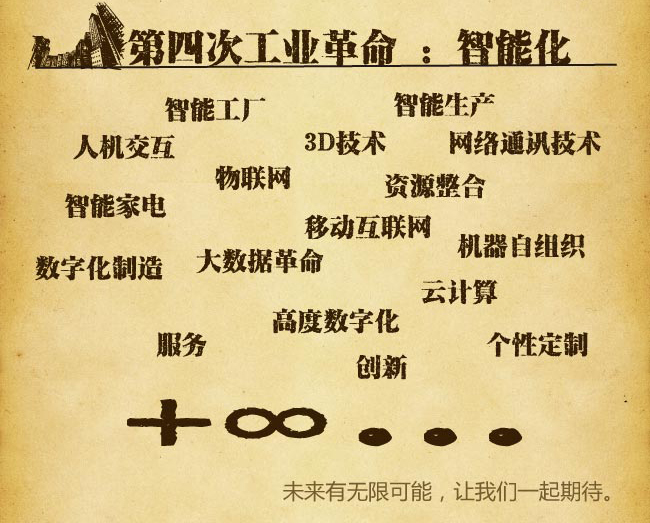 第四次工业革命 ：智能化
智能工厂 智能生产
人机交互 3D技术 网络通讯技术
物联网 资源整合
智能家电
移动互联网
机器自组织
数字化制造 大数据革命
云计算
高度数字化
服务 个性定制
创新
+∞...
未来有无限可能，让我们一起期待。